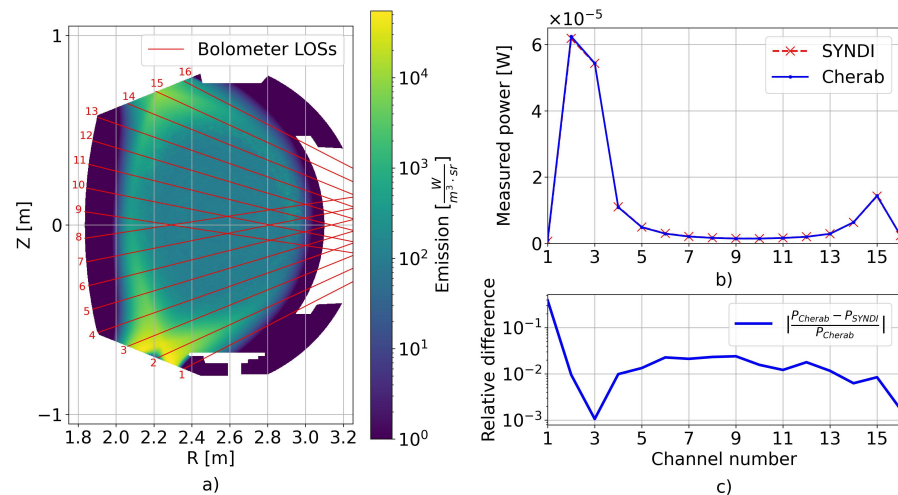 Bolometer LOSs
16
15
14
13
12
11
10
9
8
7
6
5
4
3
2
1
1
0
−1
Z [m]
1.8 2.0 2.2 2.4 2.6 2.8 3.0 3.2
R [m]
a)
10^4
10^3
10^2
10^1
10^0
Emission [W/(m^3 · sr)]
×10^−5
6
4
2
0
Measured power [W]
SYNDI
Cherab
1 3 5 7 9 11 13 15
b)
10^−1
10^−2
10^−3
Relative difference
|(P_Cherab − P_SYNDI)/P_Cherab|
1 3 5 7 9 11 13 15
Channel number
c)